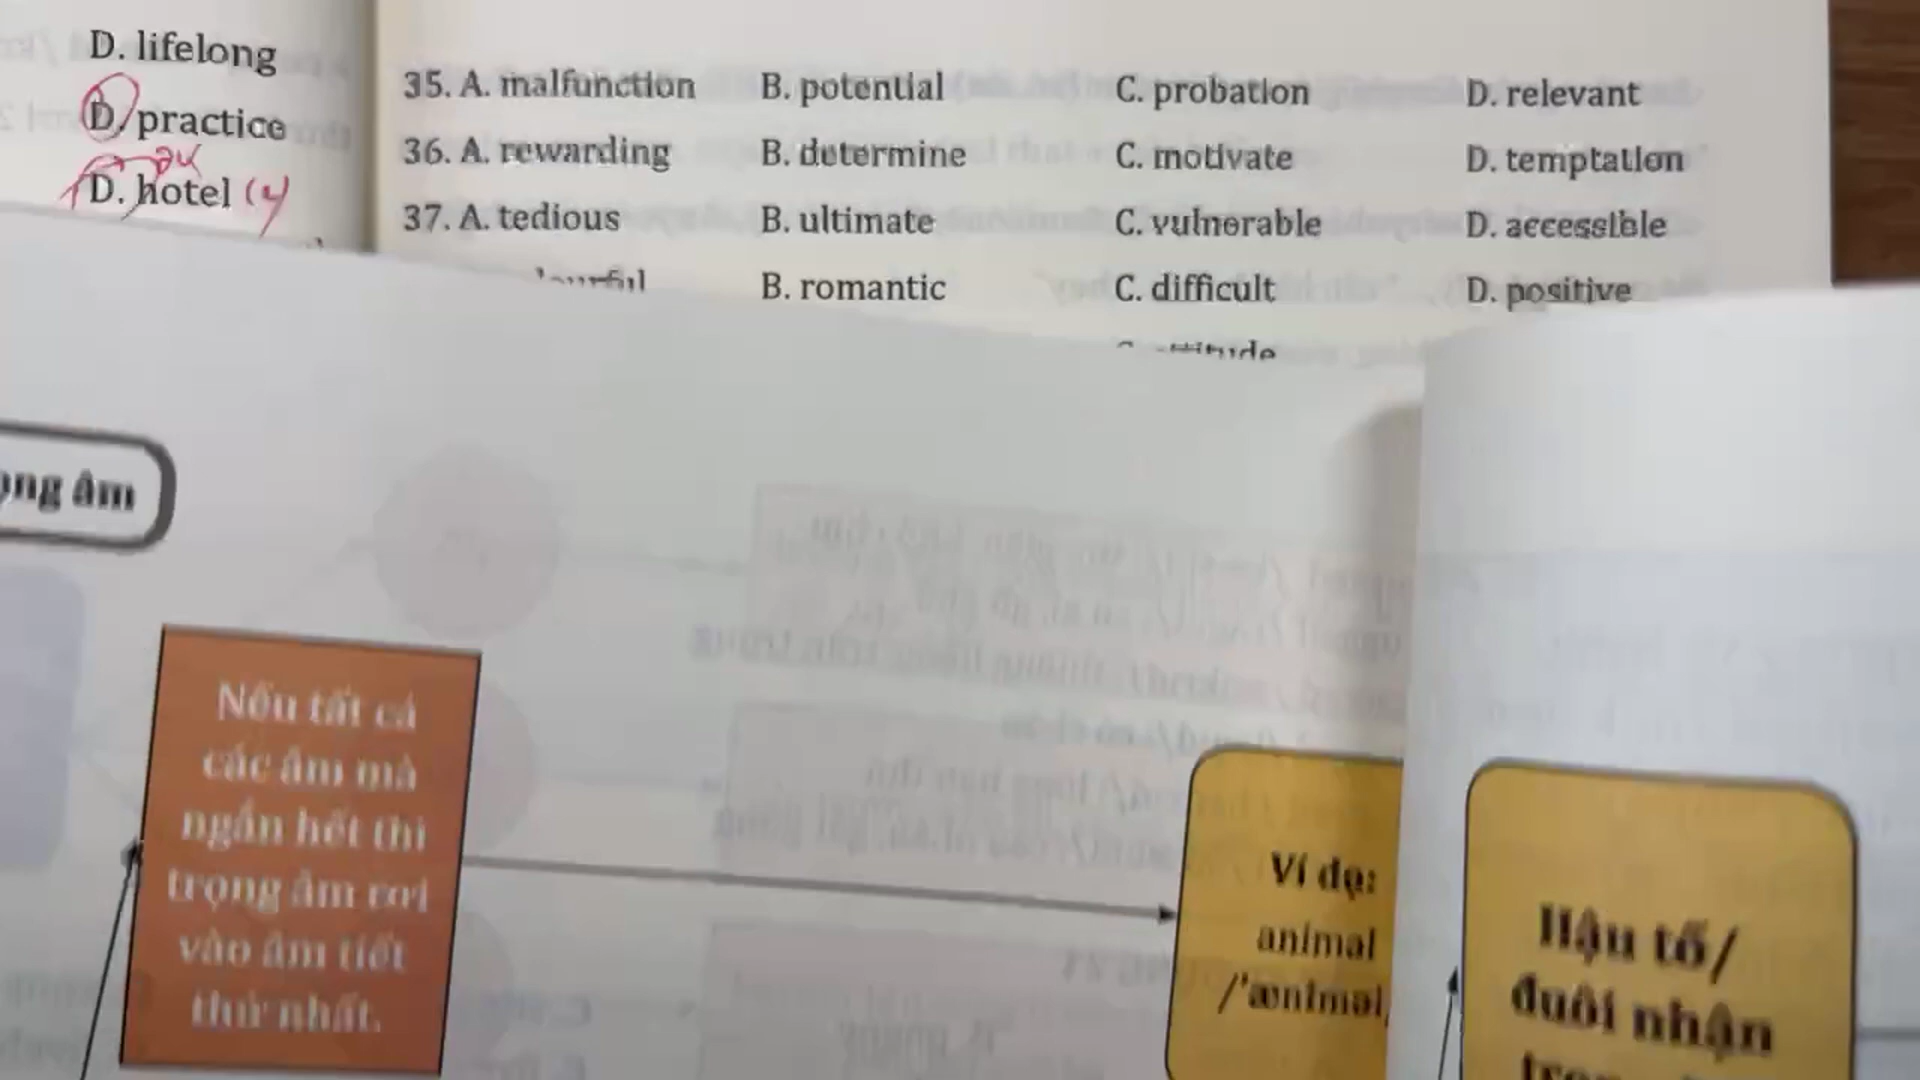 D. lifelong
D. practice
D. hotel (4)
35. A. malfunction B. potential C. probation D. relevant
36. A. rewarding B. determine C. motivate D. temptation
37. A. tedious B. ultimate C. vulnerable D. accessible
B. romantic C. difficult D. positive
âm
Nếu tất cả
các âm mà
ngắn hết thì
trọng âm rơi
vào âm tiết
thứ nhất.
Ví dụ:
animal
/'ænɪməl
Hậu tố/
đuôi nhận